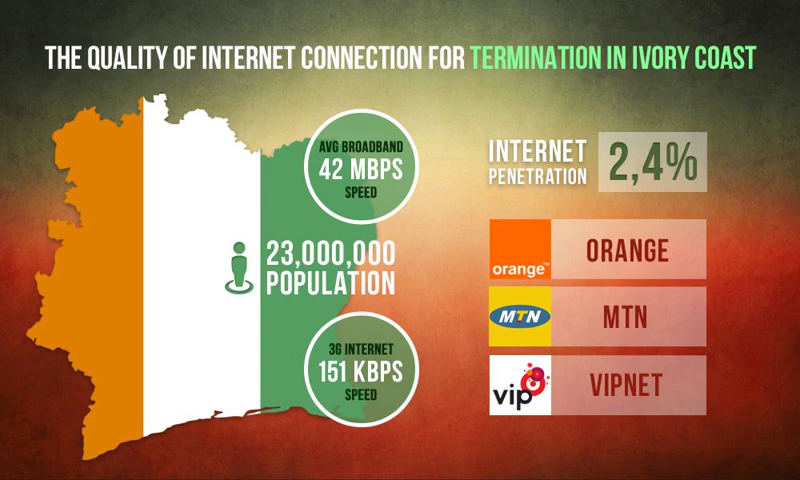 THE QUALITY OF INTERNET CONNECTION FOR TERMINATION IN IVORY COAST
AVG BROADBAND
42 MBPS
SPEED
23,000,000
POPULATION
3G INTERNET
151 KBPS
SPEED
INTERNET
PENETRATION
2,4%
orange™
ORANGE
MTN
MTN
vip
VIPNET